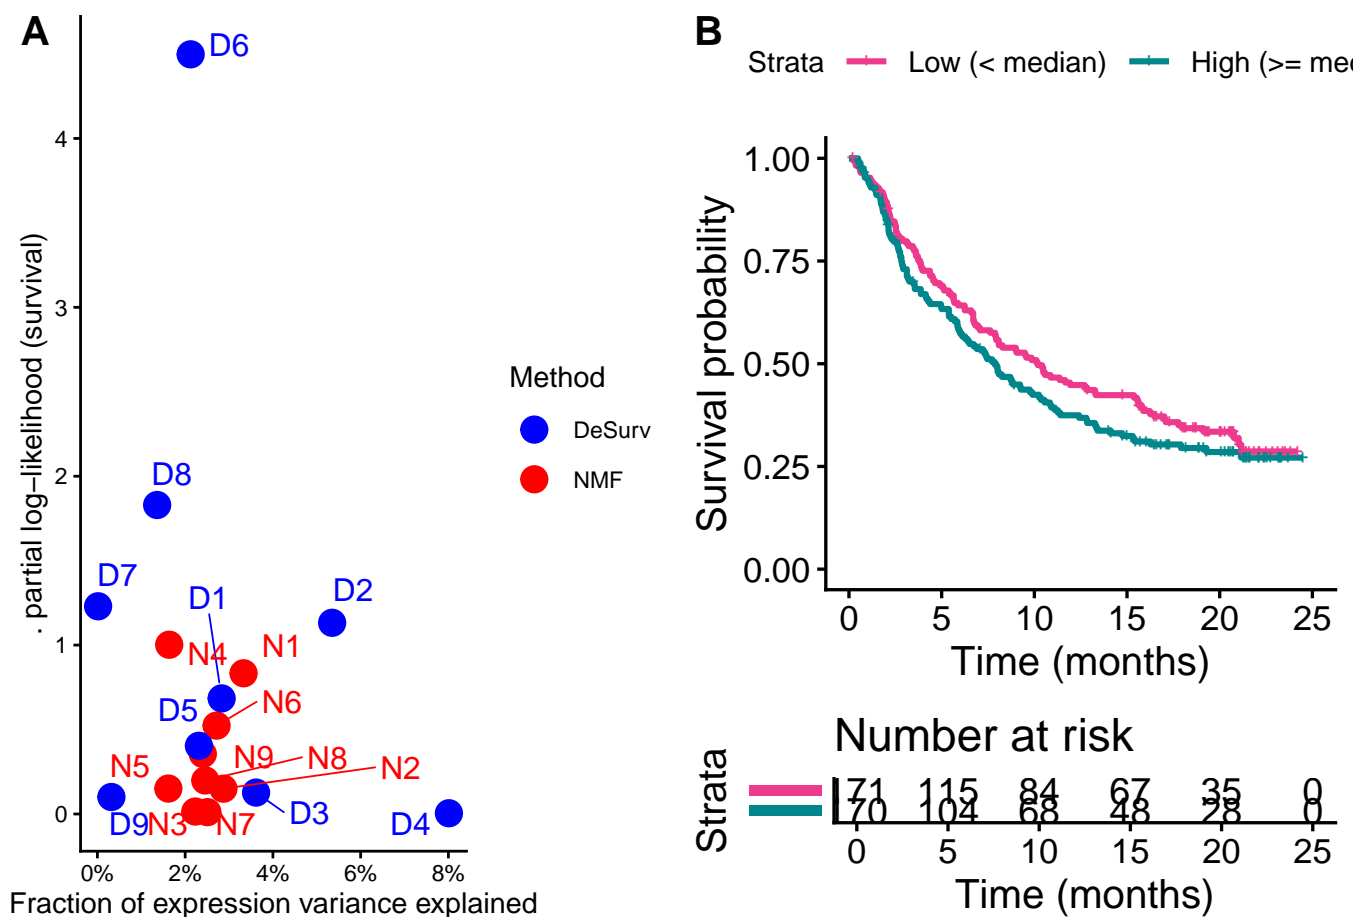 A
D6
4
3
2
1
0
. partial log–likelihood (survival)
D8
D7
D1
D2
N4
N1
D5
N6
N9
N8
N2
N5
D9
N3
N7
D3
D4
0%
2%
4%
6%
8%
Fraction of expression variance explained
Method
DeSurv
NMF
B
Strata
Low (< median)
High (>= med
Survival probability
1.00
0.75
0.50
0.25
0.00
0 5 10 15 20 25
Time (months)
Number at risk
Strata
171 115 84 67 35 0
170 104 68 48 28 0
0 5 10 15 20 25
Time (months)